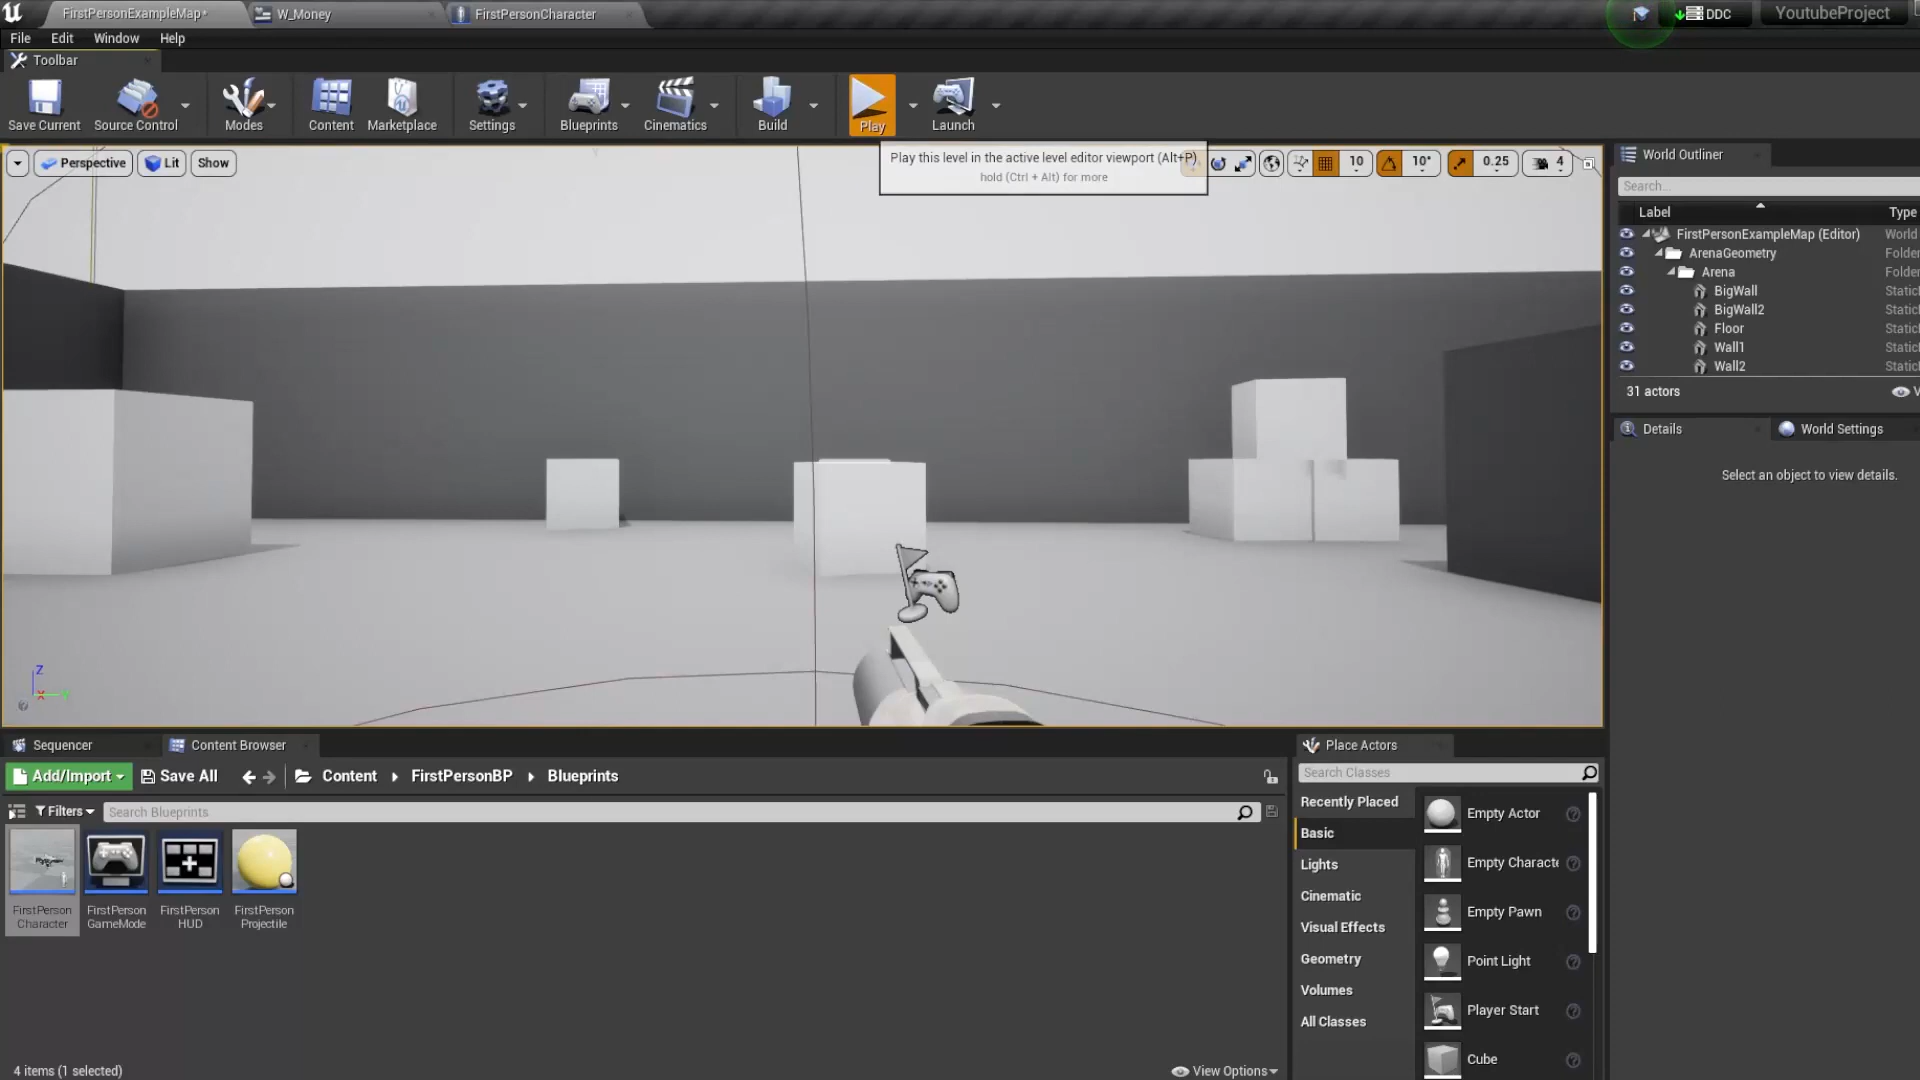 FirstPersonExampleMap*
W_Money
FirstPersonCharacter
DDC
YoutubeProject
File Edit Window Help
Toolbar
Save Current
Source Control
Modes
Content
Marketplace
Settings
Blueprints
Cinematics
Build
Play
Launch
Perspective
Lit
Show
Play this level in the active level editor viewport (Alt+P)
hold (Ctrl + Alt) for more
10
10°
0.25
4
World Outliner
Search...
Label
Type
FirstPersonExampleMap (Editor) World
ArenaGeometry Folder
Arena Folder
BigWall Static
BigWall2 Static
Floor Static
Wall1 Static
Wall2 Static
31 actors
V
Details
World Settings
Select an object to view details.
Z
X
Y
Sequencer
Content Browser
Add/Import
Save All
Content
FirstPersonBP
Blueprints
Filters
Search Blueprints
FirstPerson
Character
FirstPerson
GameMode
FirstPerson
HUD
FirstPerson
Projectile
4 items (1 selected)
View Options
Place Actors
Search Classes
Recently Placed
Basic
Lights
Cinematic
Visual Effects
Geometry
Volumes
All Classes
Empty Actor
Empty Characte
Empty Pawn
Point Light
Player Start
Cube